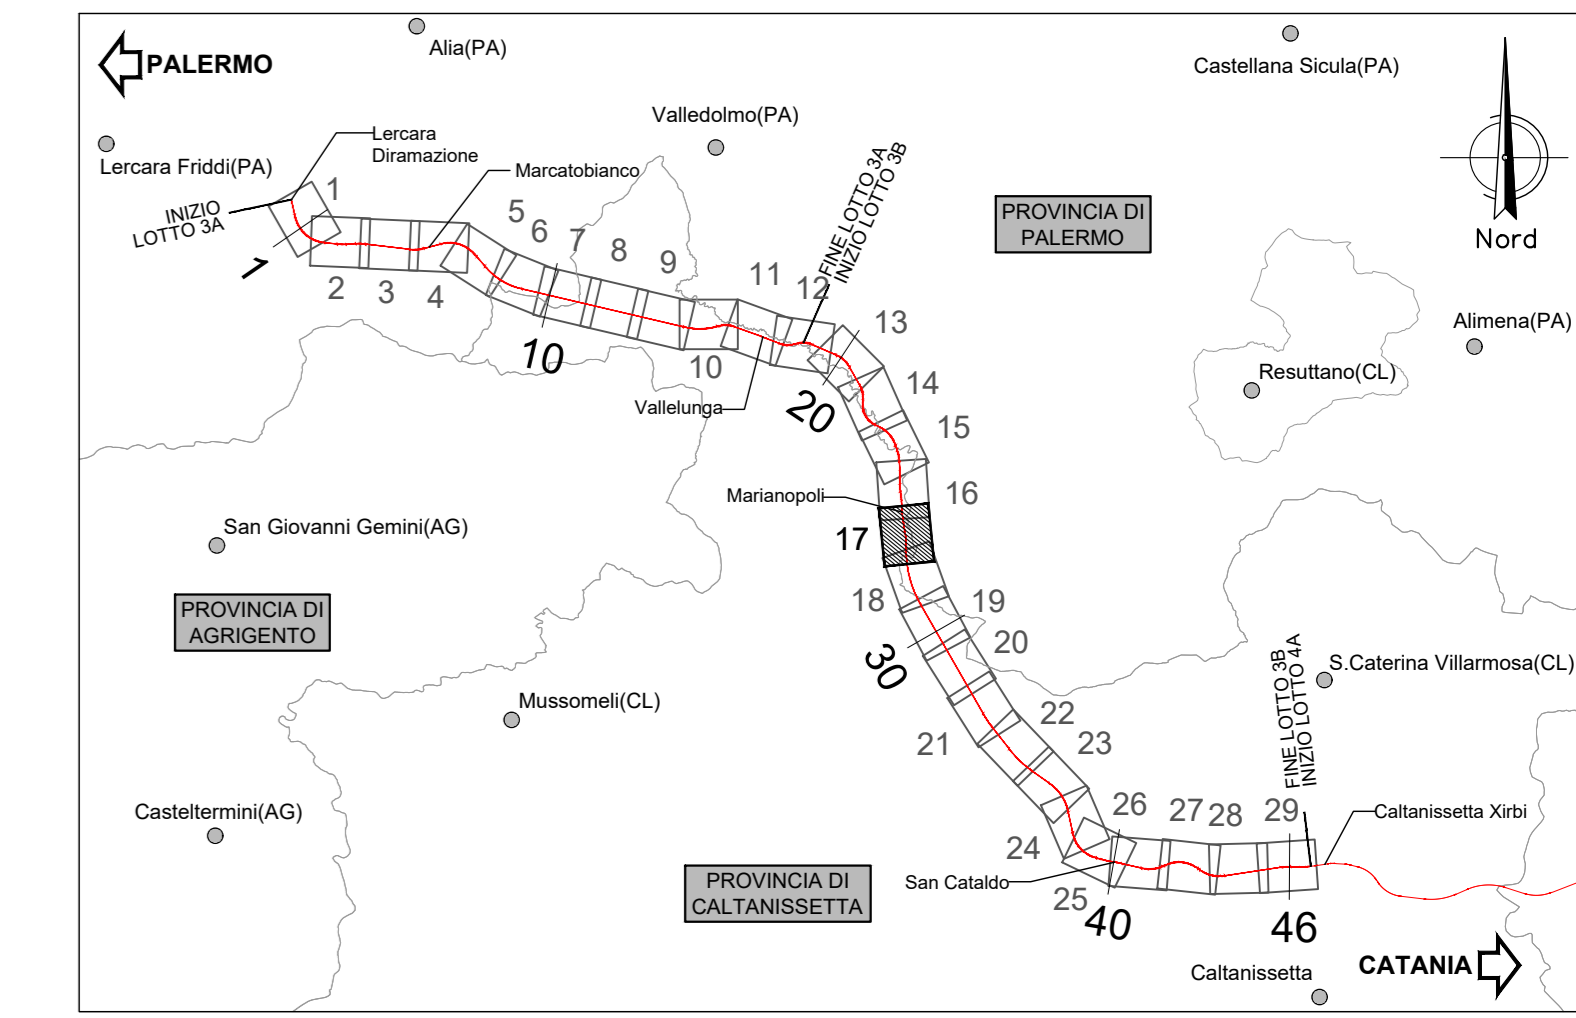 PALERMO
Alia(PA)
Castellana Sicula(PA)
Valledolmo(PA)
Lercara Friddi(PA)
Lercara
Diramazione
Marcatobianco
INIZIO
LOTTO 3A
FINE LOTTO 3A
INIZIO LOTTO 3B
PROVINCIA DI
PALERMO
Nord
1
1
2
3
4
5
6
7
8
9
10
10
11
12
13
14
15
16
17
18
19
20
20
21
22
23
24
25
26
27
28
29
30
40
46
Vallelunga
Alimena(PA)
Resuttano(CL)
Marianopoli
San Giovanni Gemini(AG)
PROVINCIA DI
AGRIGENTO
Mussomeli(CL)
S.Caterina Villarmosa(CL)
FINE LOTTO 3B
INIZIO LOTTO 4A
Casteltermini(AG)
Caltanissetta Xirbi
San Cataldo
PROVINCIA DI
CALTANISSETTA
Caltanissetta
CATANIA